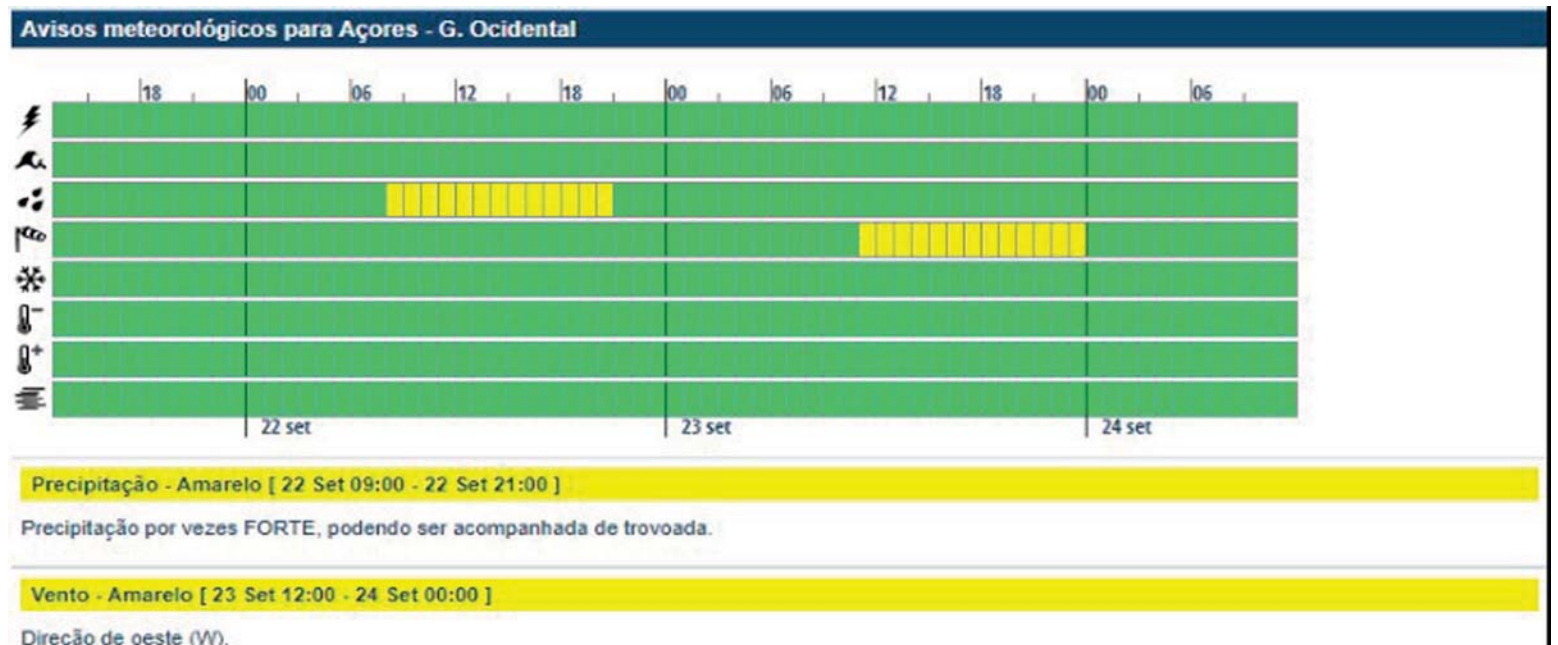 Avisos meteorológicos para Açores - G. Ocidental
18 00 06 12 18 00 06 12 18 00 06
22 set 23 set 24 set
Precipitação - Amarelo [ 22 Set 09:00 - 22 Set 21:00 ]
Precipitação por vezes FORTE, podendo ser acompanhada de trovoada.
Vento - Amarelo [ 23 Set 12:00 - 24 Set 00:00 ]
Direção de oeste (W).